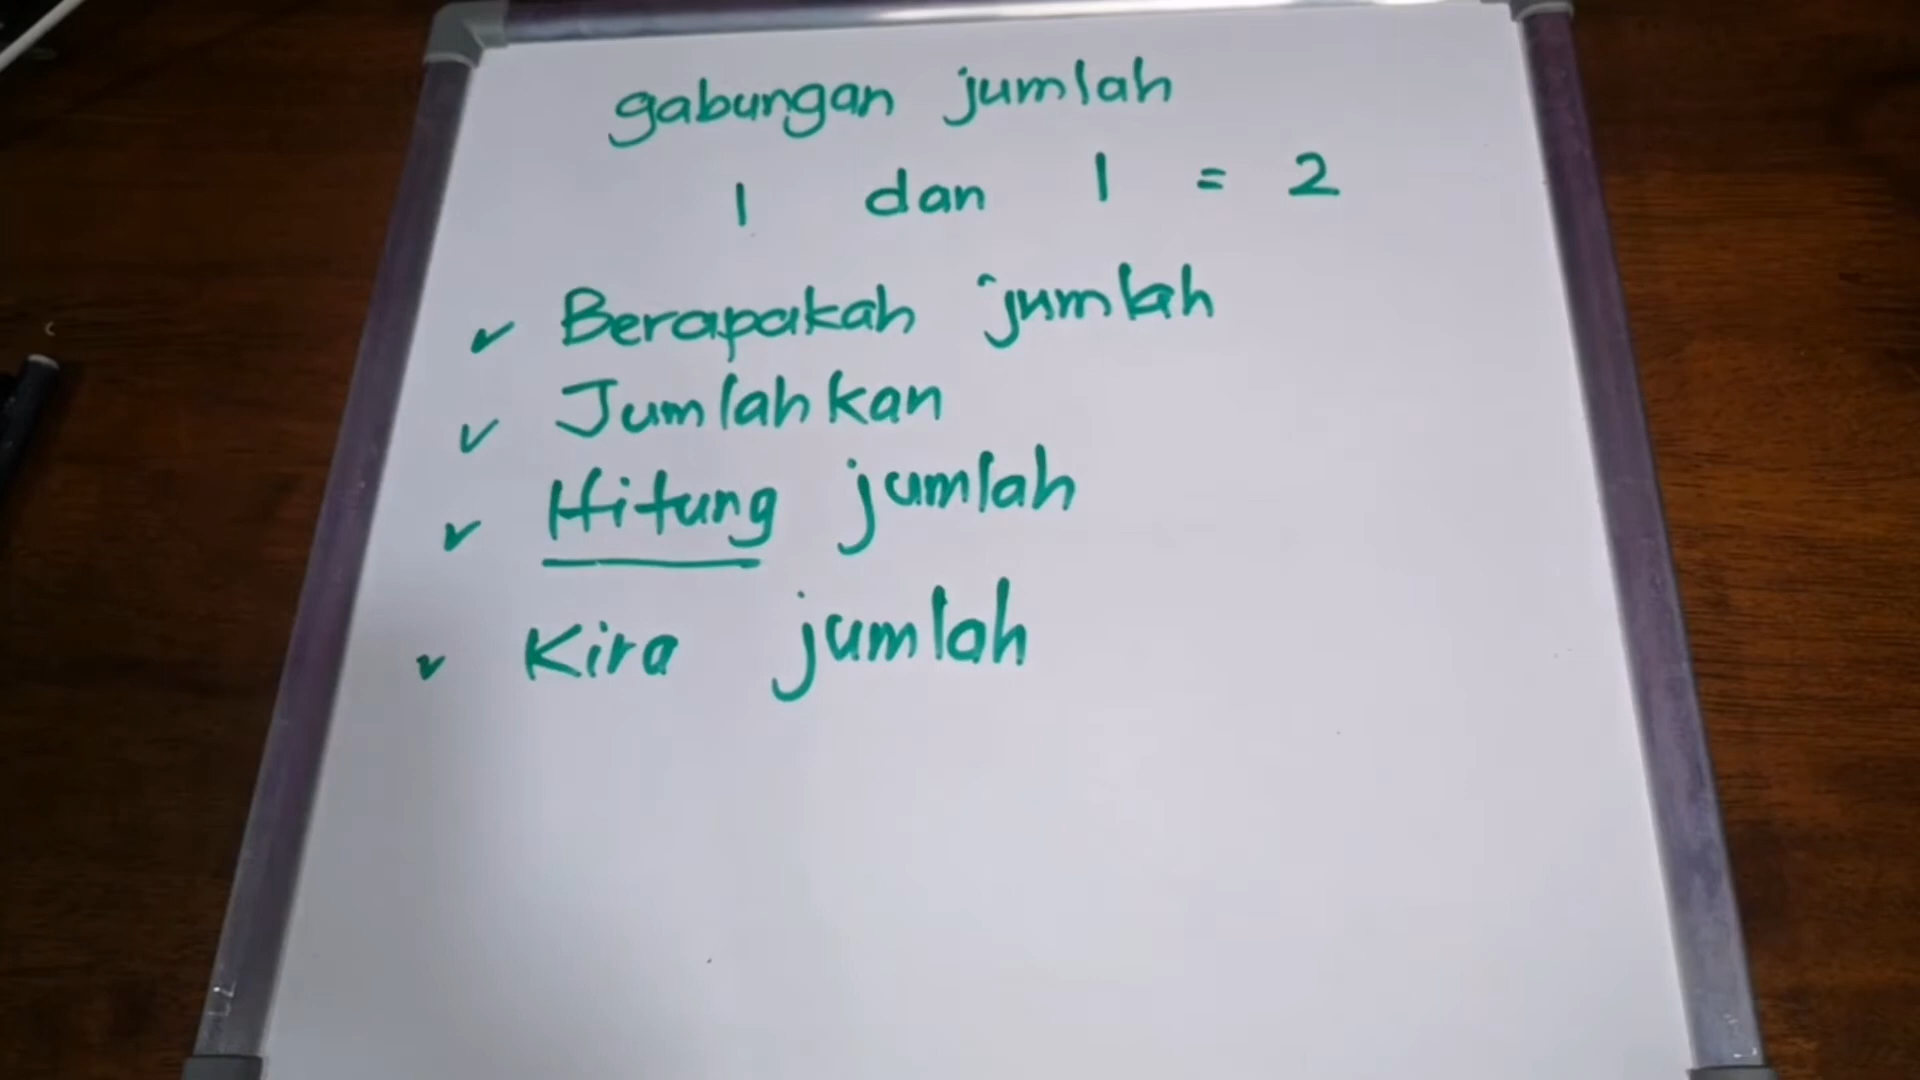 gabungan jumlah
1 dan 1 = 2
✓ Berapakah jumlah
✓ Jumlahkan
✓ Hitung jumlah
✓ Kira jumlah